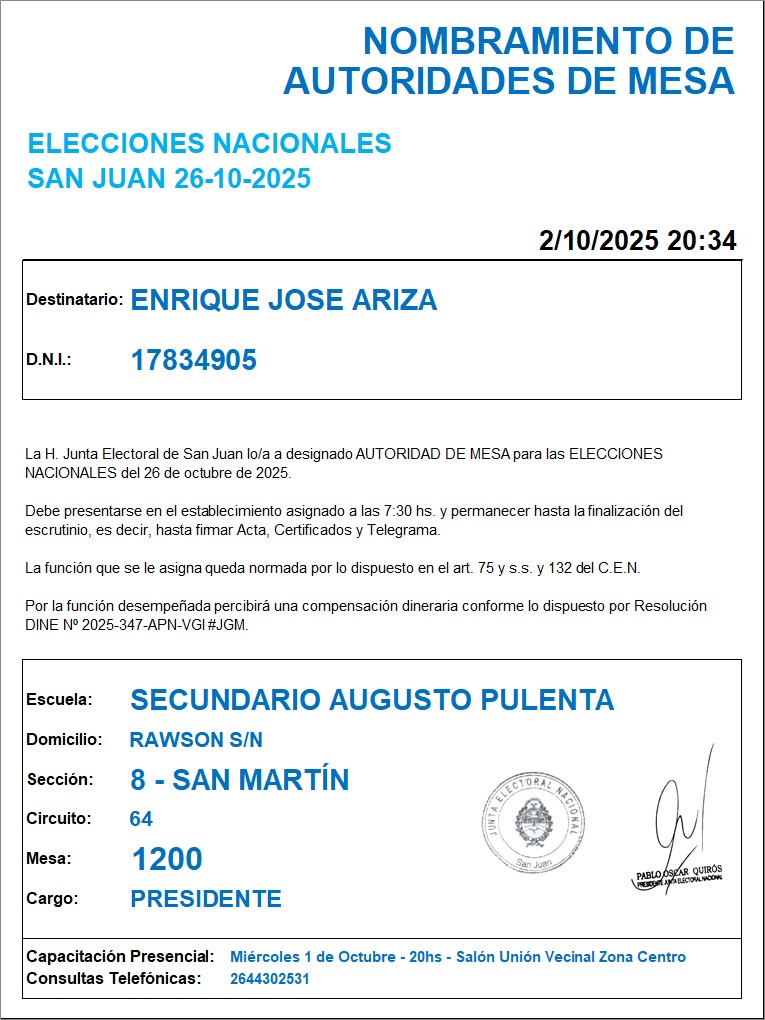 NOMBRAMIENTO DE
AUTORIDADES DE MESA
ELECCIONES NACIONALES
SAN JUAN 26-10-2025
2/10/2025 20:34
Destinatario: ENRIQUE JOSE ARIZA
D.N.I.: 17834905
La H. Junta Electoral de San Juan lo/a a designado AUTORIDAD DE MESA para las ELECCIONES
NACIONALES del 26 de octubre de 2025.
Debe presentarse en el establecimiento asignado a las 7:30 hs. y permanecer hasta la finalización del
escrutinio, es decir, hasta firmar Acta, Certificados y Telegrama.
La función que se le asigna queda normada por lo dispuesto en el art. 75 y s.s. y 132 del C.E.N.
Por la función desempeñada percibirá una compensación dineraria conforme lo dispuesto por Resolución
DINE Nº 2025-347-APN-VGI#JGM.
Escuela: SECUNDARIO AUGUSTO PULENTA
Domicilio: RAWSON S/N
Sección: 8 - SAN MARTÍN
Circuito: 64
Mesa: 1200
Cargo: PRESIDENTE
JUNTA ELECTORAL NACIONAL
San Juan
PABLO OSCAR QUIRÓS
PRESIDENTE JUNTA ELECTORAL NACIONAL
Capacitación Presencial: Miércoles 1 de Octubre - 20hs - Salón Unión Vecinal Zona Centro
Consultas Telefónicas: 2644302531